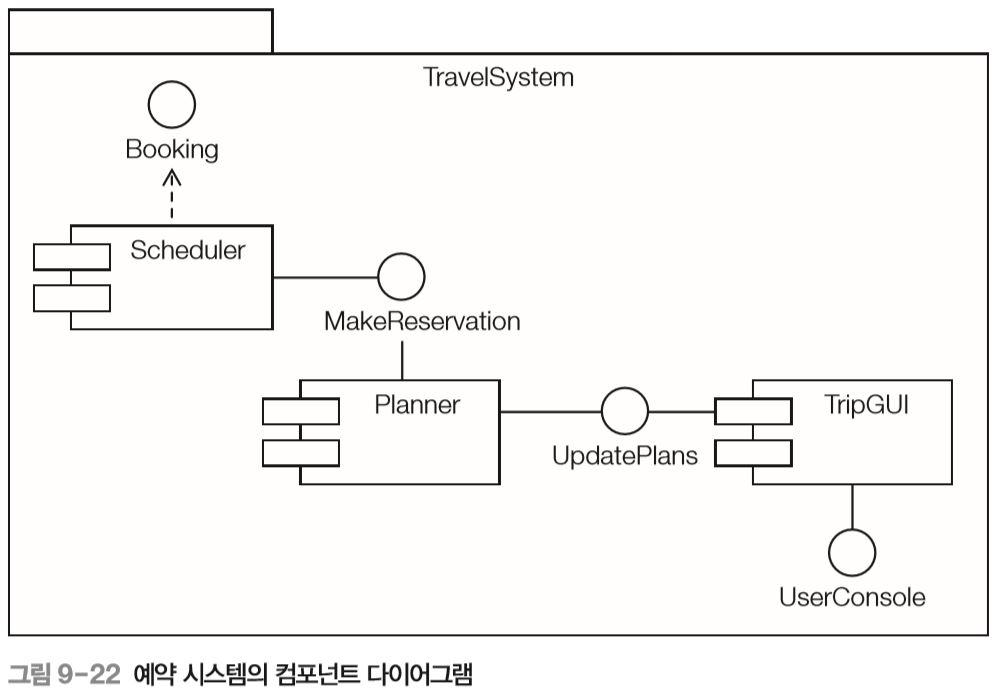 TravelSystem
Booking
Scheduler
MakeReservation
Planner
TripGUI
UpdatePlans
UserConsole
그림 9-22 예약 시스템의 컴포넌트 다이어그램